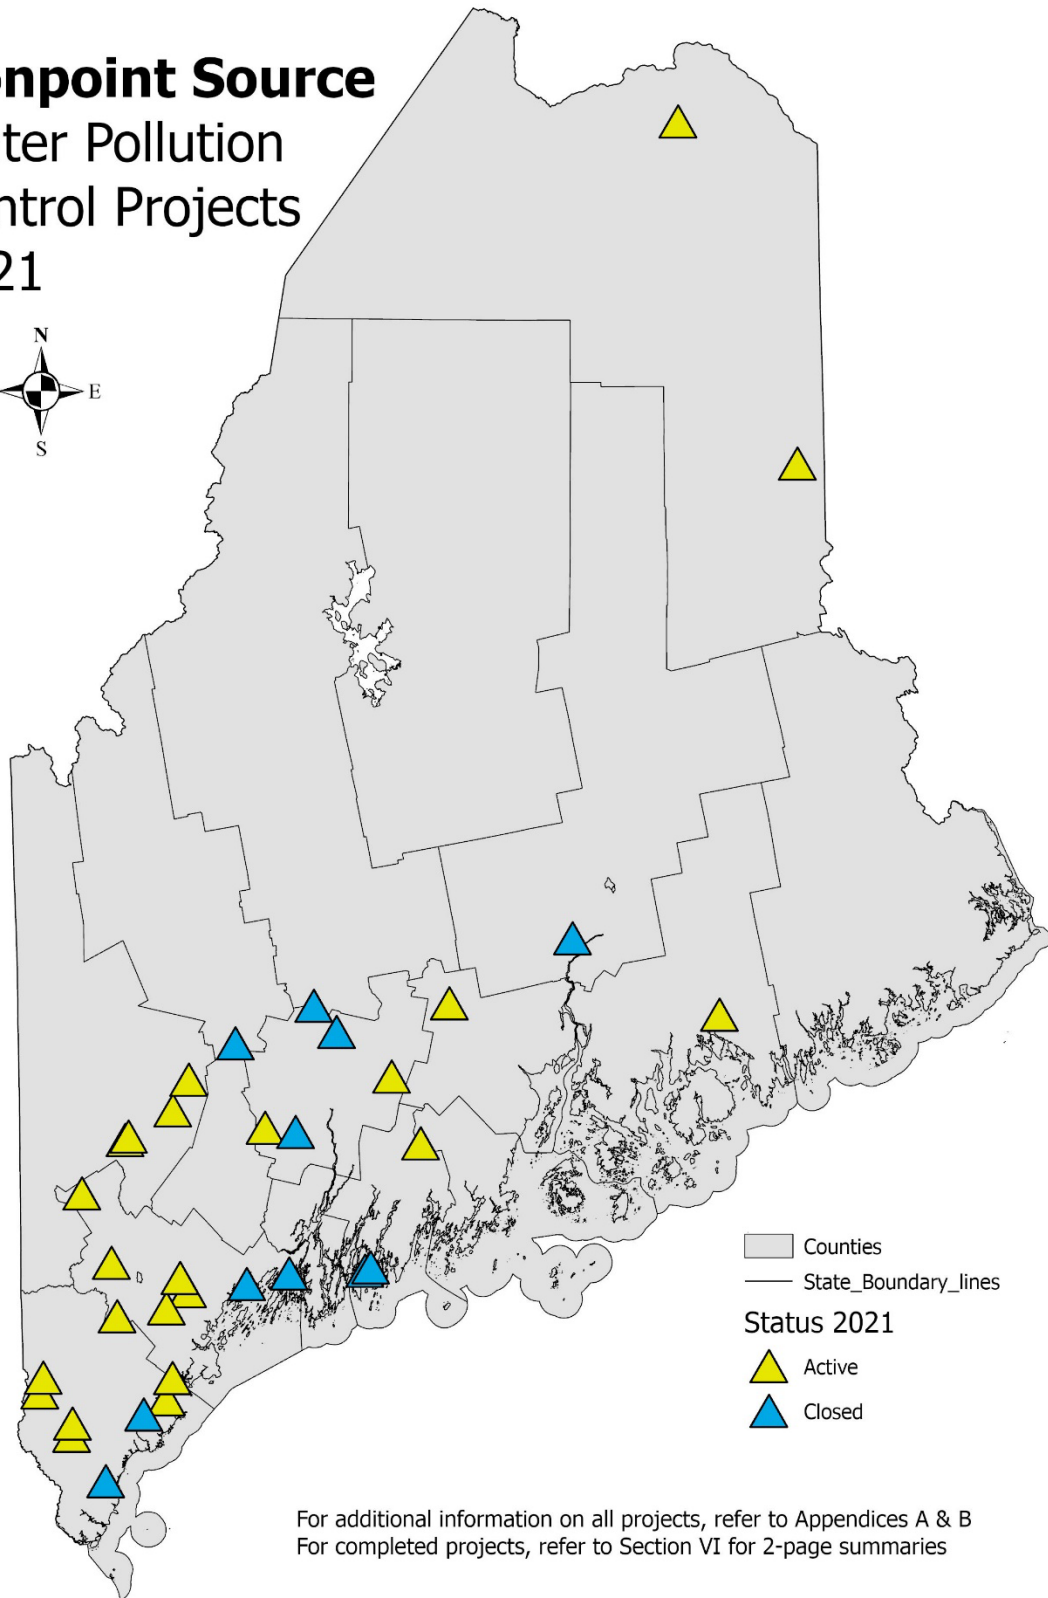 npoint Source
ter Pollution
ntrol Projects
21
N
E
S
Counties
State_Boundary_lines
Status 2021
Active
Closed
For additional information on all projects, refer to Appendices A & B
For completed projects, refer to Section VI for 2-page summaries